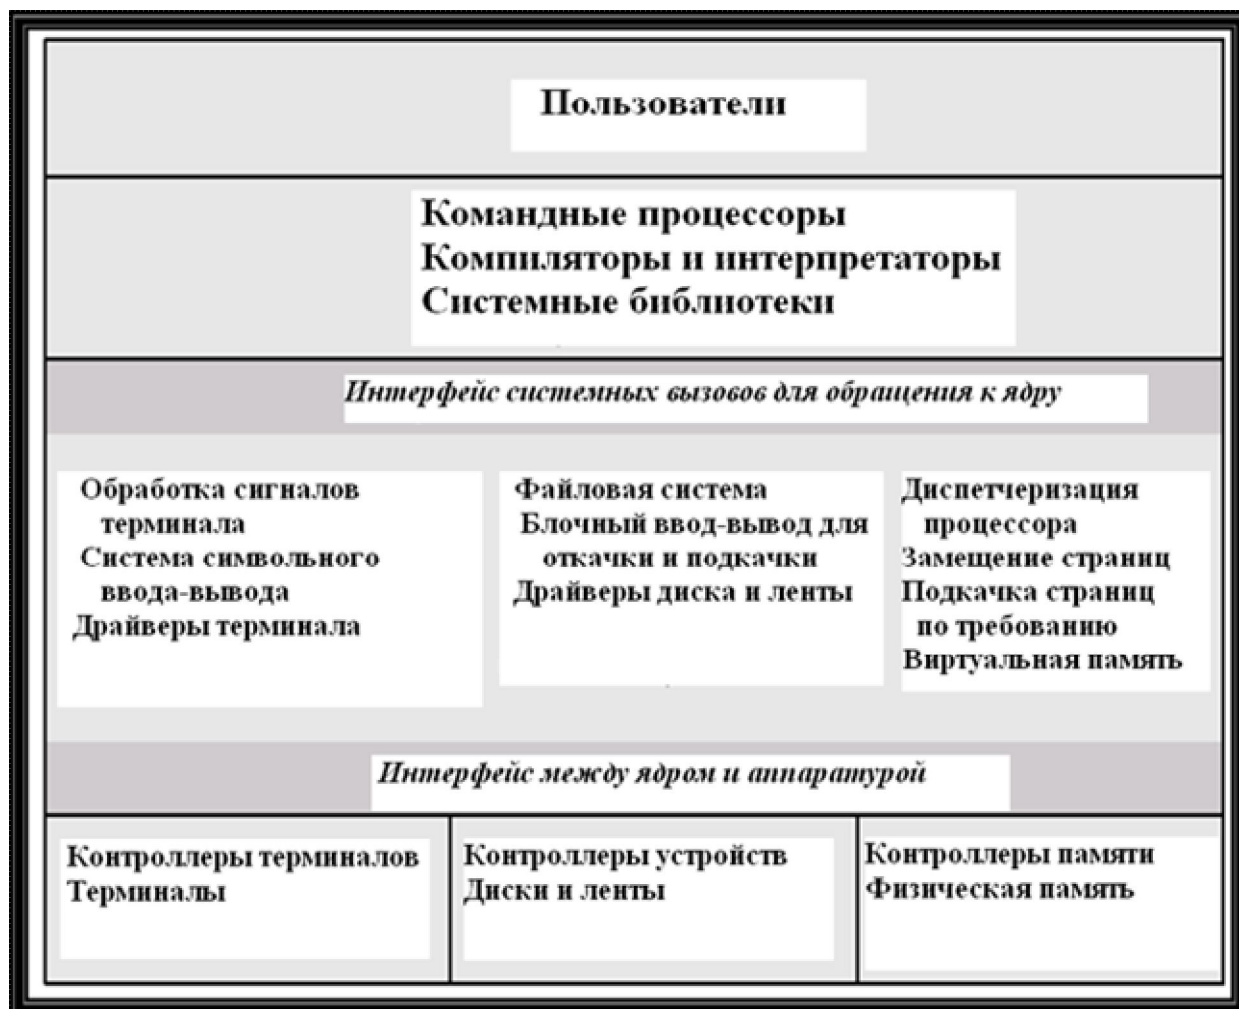 Пользователи
Командные процессоры
Компиляторы и интерпретаторы
Системные библиотеки
Интерфейс системных вызовов для обращения к ядру
Обработка сигналов
терминала
Система символьного
ввода-вывода
Драйверы терминала
Файловая система
Блочный ввод-вывод для
откачки и подкачки
Драйверы диска и ленты
Диспетчеризация
процессора
Замещение страниц
Подкачка страниц
по требованию
Виртуальная память
Интерфейс между ядром и аппаратурой
Контроллеры терминалов
Терминалы
Контроллеры устройств
Диски и ленты
Контроллеры памяти
Физическая память